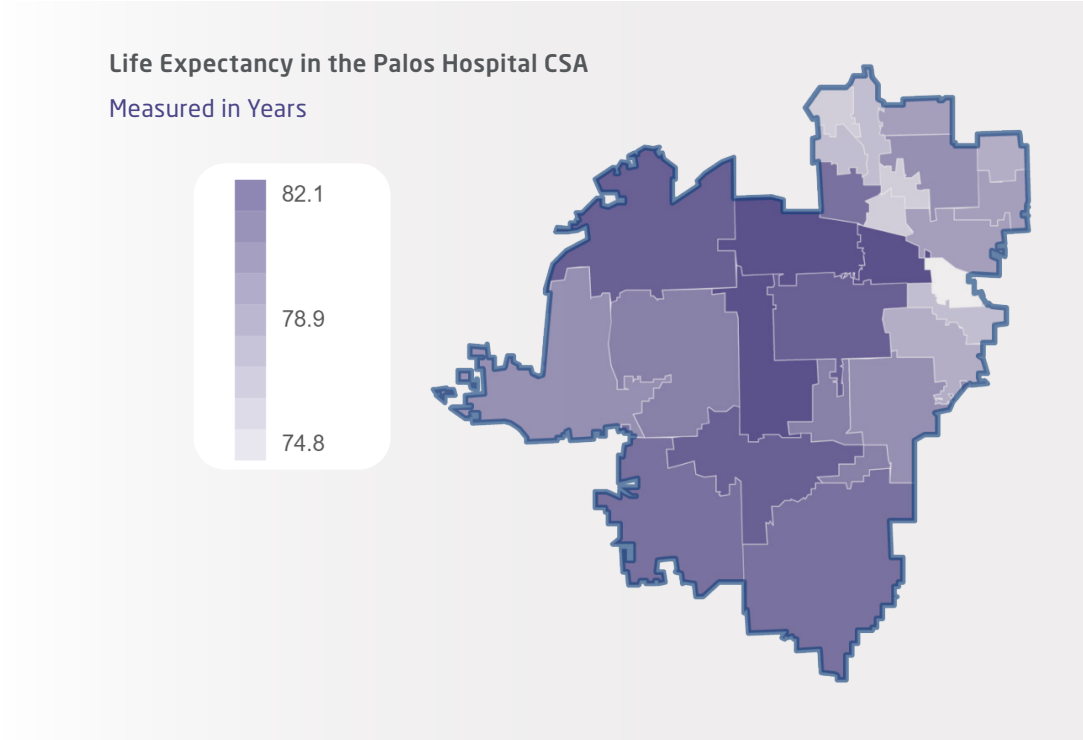 Life Expectancy in the Palos Hospital CSA
Measured in Years
82.1
78.9
74.8